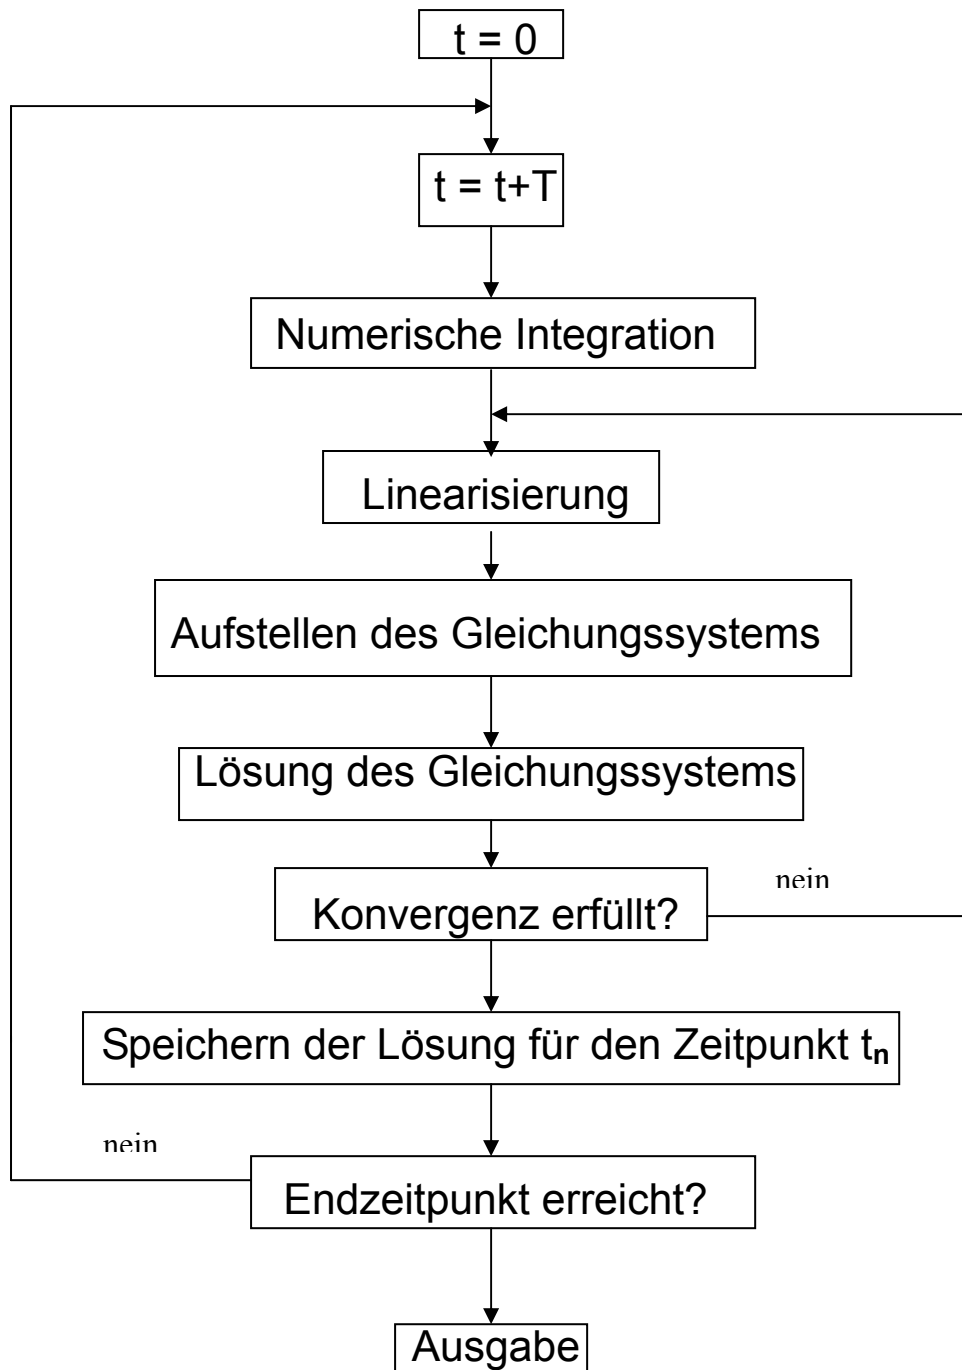 t = 0
t = t+T
Numerische Integration
Linearisierung
Aufstellen des Gleichungssystems
Lösung des Gleichungssystems
nein
Konvergenz erfüllt?
Speichern der Lösung für den Zeitpunkt tₙ
nein
Endzeitpunkt erreicht?
Ausgabe